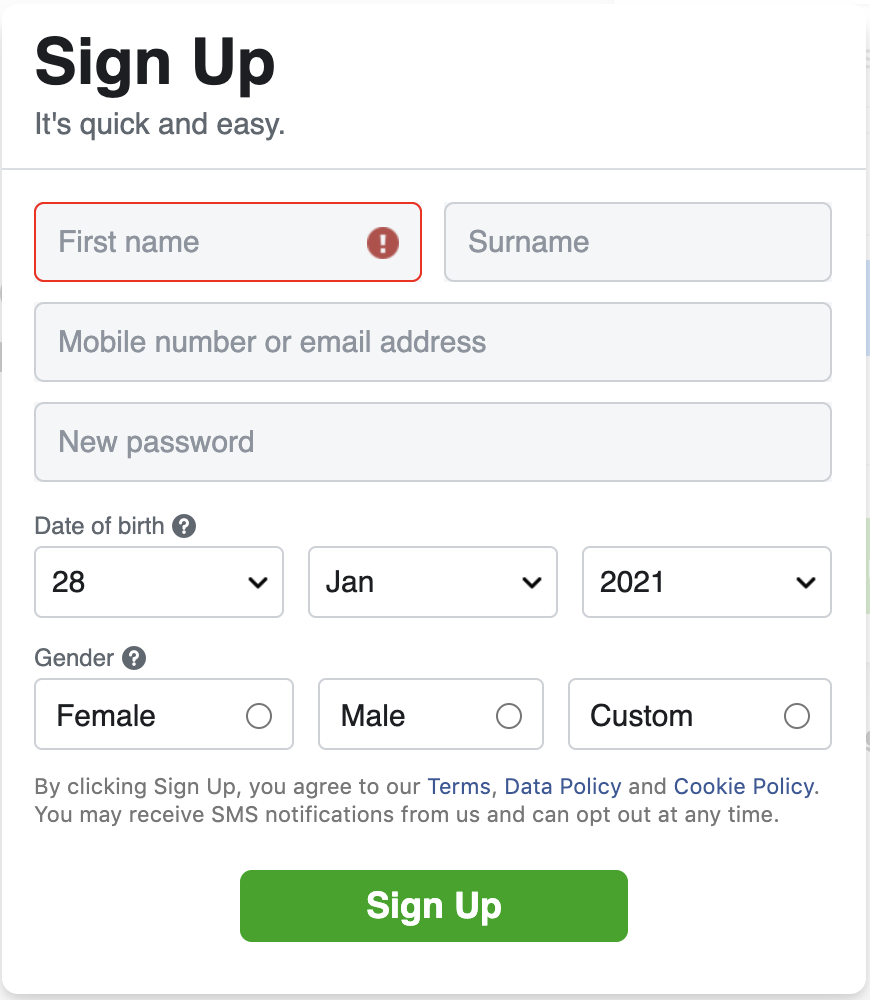 Sign Up
It's quick and easy.
First name Surname
Mobile number or email address
New password
Date of birth ?
28 Jan 2021
Gender ?
Female Male Custom
By clicking Sign Up, you agree to our Terms, Data Policy and Cookie Policy.
You may receive SMS notifications from us and can opt out at any time.
Sign Up